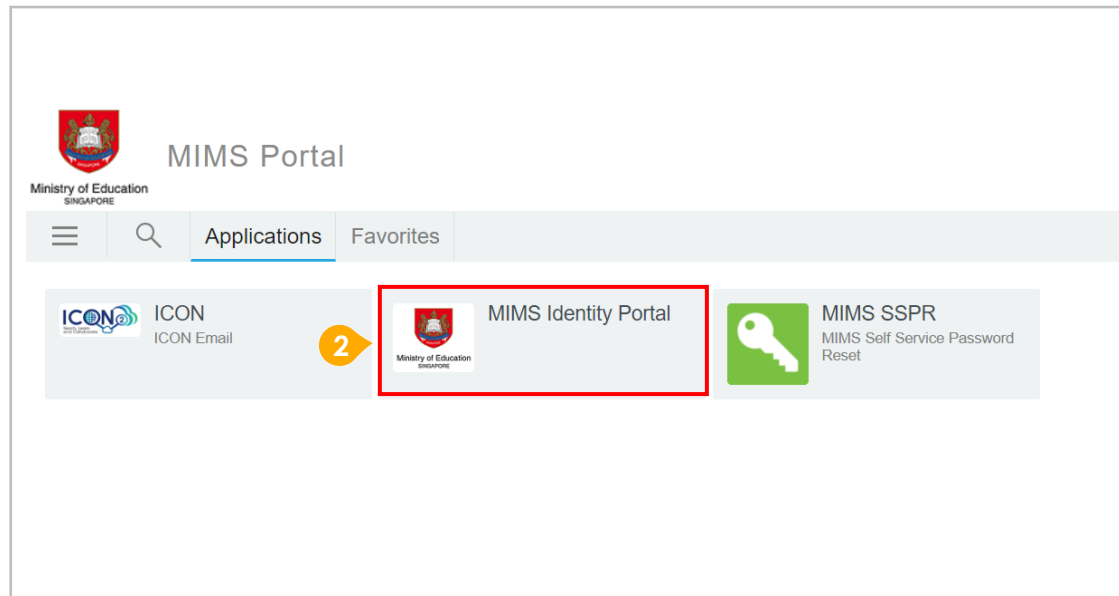 MIMS Portal
Ministry of Education
SINGAPORE
Applications
Favorites
ICON
ICON Email
2
Ministry of Education
SINGAPORE
MIMS Identity Portal
MIMS SSPR
MIMS Self Service Password
Reset
ICON2